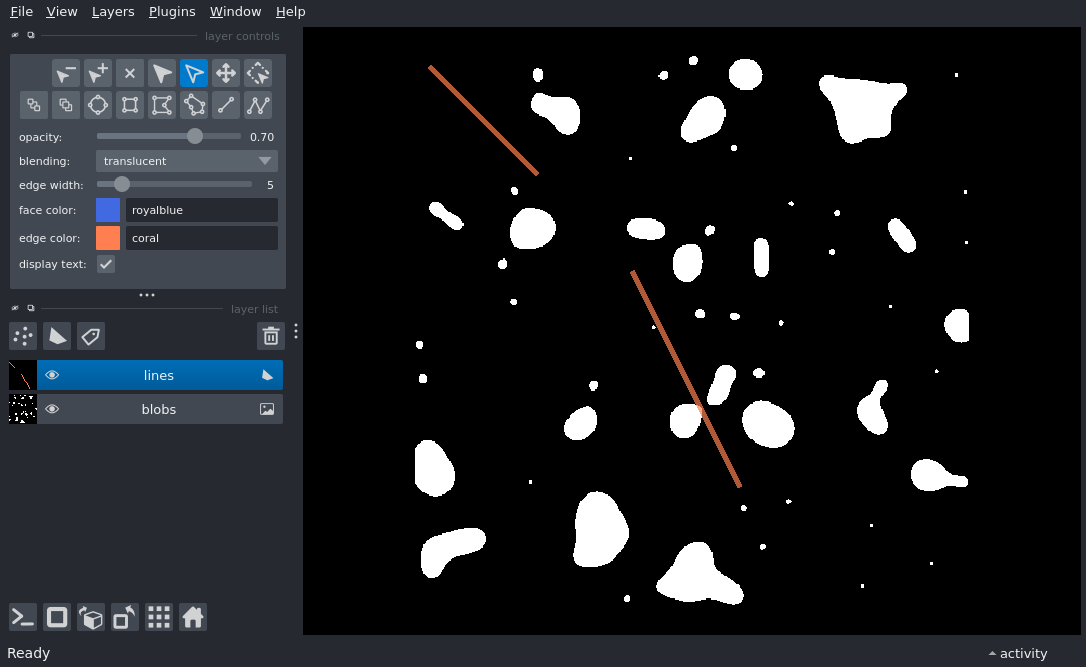 File View Layers Plugins Window Help
layer controls
opacity: 0.70
blending: translucent
edge width: 5
face color: royalblue
edge color: coral
display text:
layer list
lines
blobs
Ready
activity